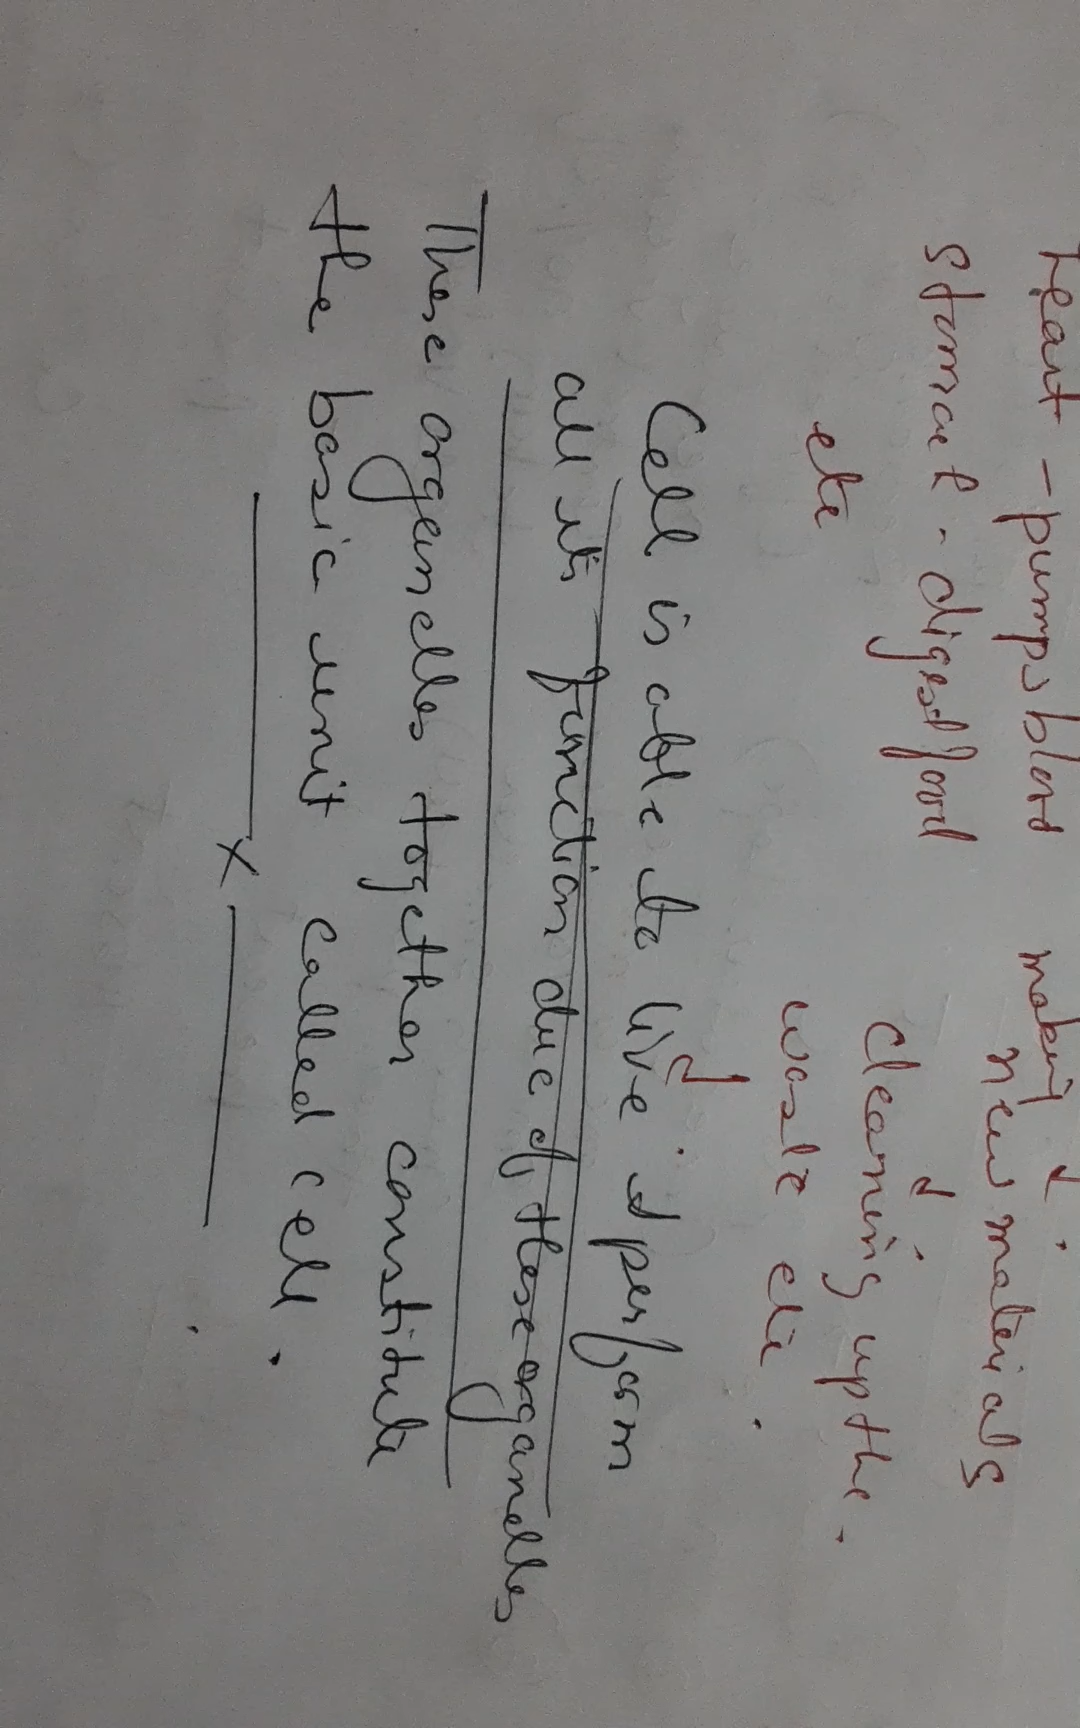 heart - pumps blood
stomach - digest food
etc
making
new materials
cleaning up the
waste etc.
Cell is able to live & perform
all its function due of these organelles
These organelles together constitute
the basic unit called cell.
x